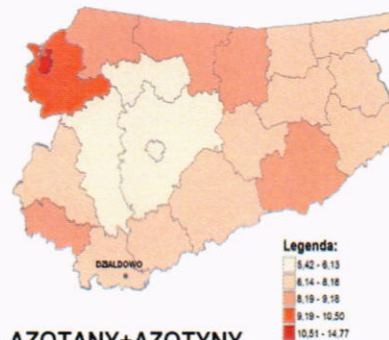 DZIAŁDOWO
Legenda:
5,42 - 6,13
6,14 - 8,18
8,19 - 9,18
9,19 - 10,50
10,51 - 14,77
AZOTANY+AZOTYNY